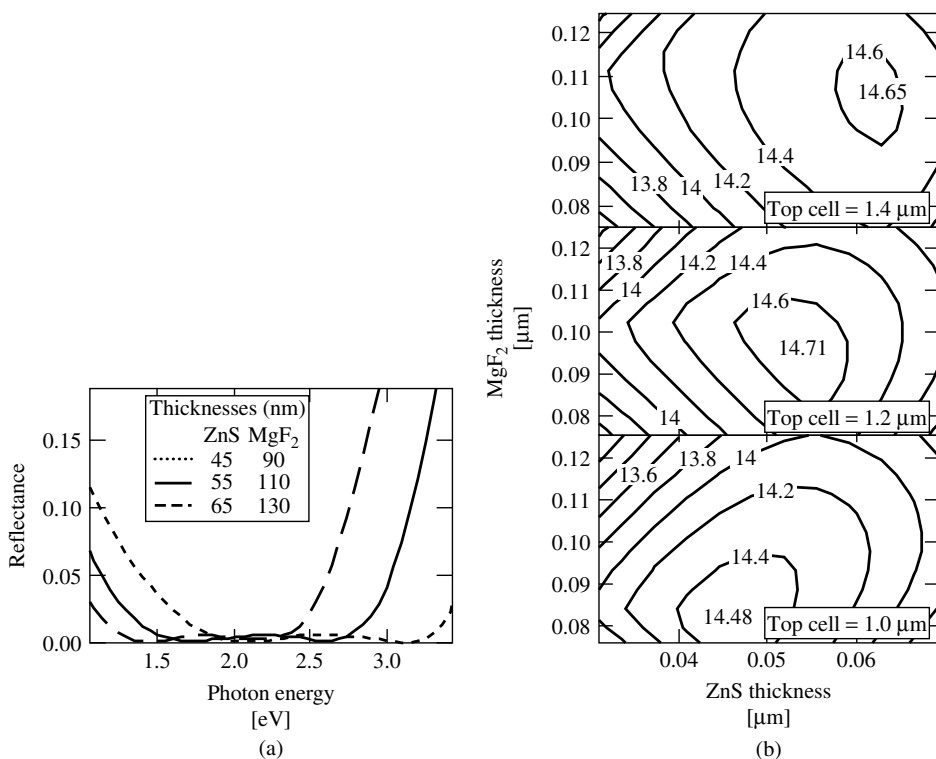 Thicknesses (nm)
ZnS MgF₂
45 90
55 110
65 130
0.15
0.10
0.05
0.00
Reflectance
1.5 2.0 2.5 3.0
Photon energy
[eV]
(a)
0.12
0.11
0.10
0.09
0.08
14.6
14.65
14.4
14.2
14
13.8
Top cell = 1.4 μm
0.12
0.11
0.10
0.09
0.08
13.8
14
14.2
14.4
14.6
14.71
14
Top cell = 1.2 μm
0.12
0.11
0.10
0.09
0.08
13.6
13.8
14
14.2
14.4
14.48
Top cell = 1.0 μm
MgF₂ thickness
[μm]
0.04 0.05 0.06
ZnS thickness
[μm]
(b)